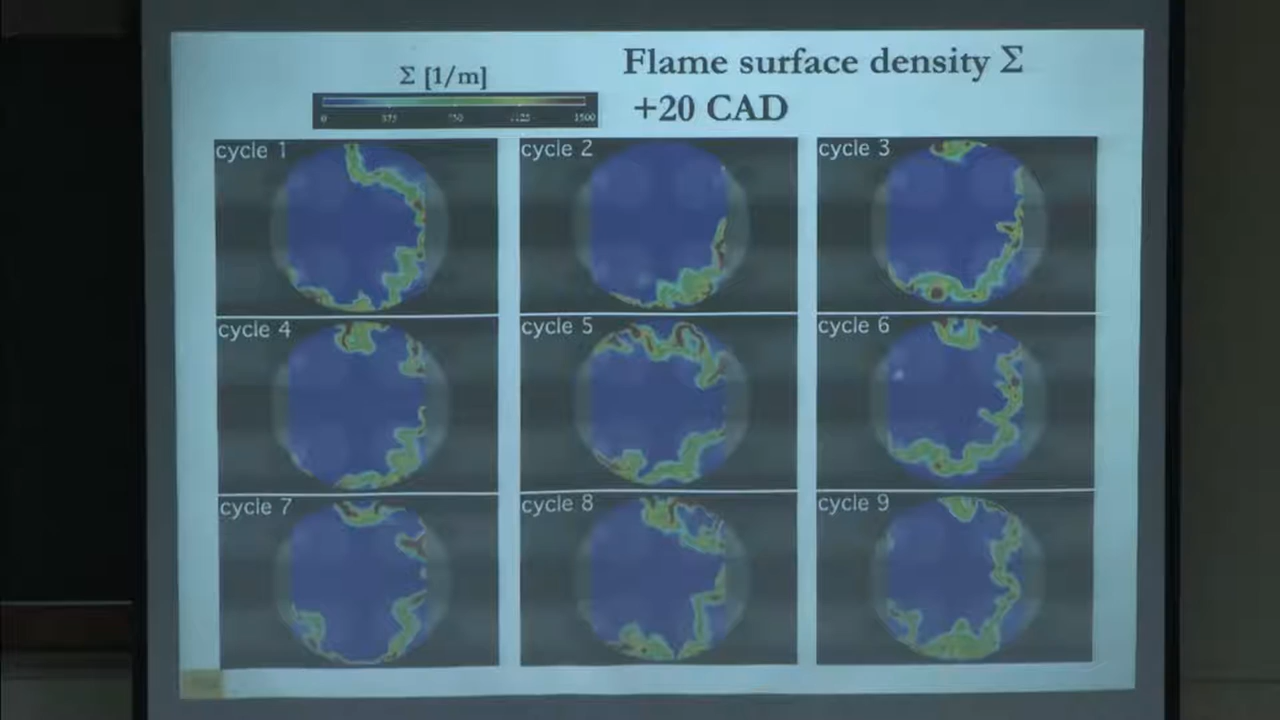 Flame surface density Σ
Σ [1/m]
+20 CAD
0 375 750 1125 1500
cycle 1
cycle 2
cycle 3
cycle 4
cycle 5
cycle 6
cycle 7
cycle 8
cycle 9